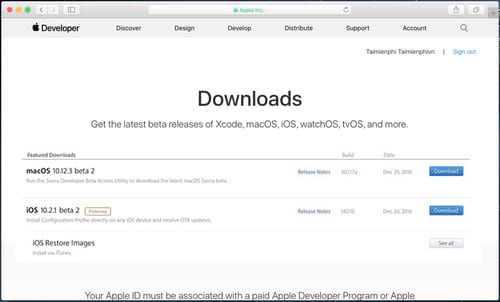 Apple Inc.
Developer
Discover Design Develop Distribute Support Account
Taimienphi Taimienphivn | Sign out
Downloads
Get the latest beta releases of Xcode, macOS, iOS, watchOS, tvOS, and more.
Featured Downloads Build Date
macOS 10.12.3 beta 2 Release Notes 16D17a Dec 20, 2016 Download
Run the Sierra Developer Beta Access Utility to download the latest macOS Sierra beta.
iOS 10.2.1 beta 2 Preferred Release Notes 14D15 Dec 20, 2016 Download
Install Configuration Profile directly on any iOS device and receive OTA updates.
iOS Restore Images See all
Install via iTunes.
Your Apple ID must be associated with a paid Apple Developer Program or Apple